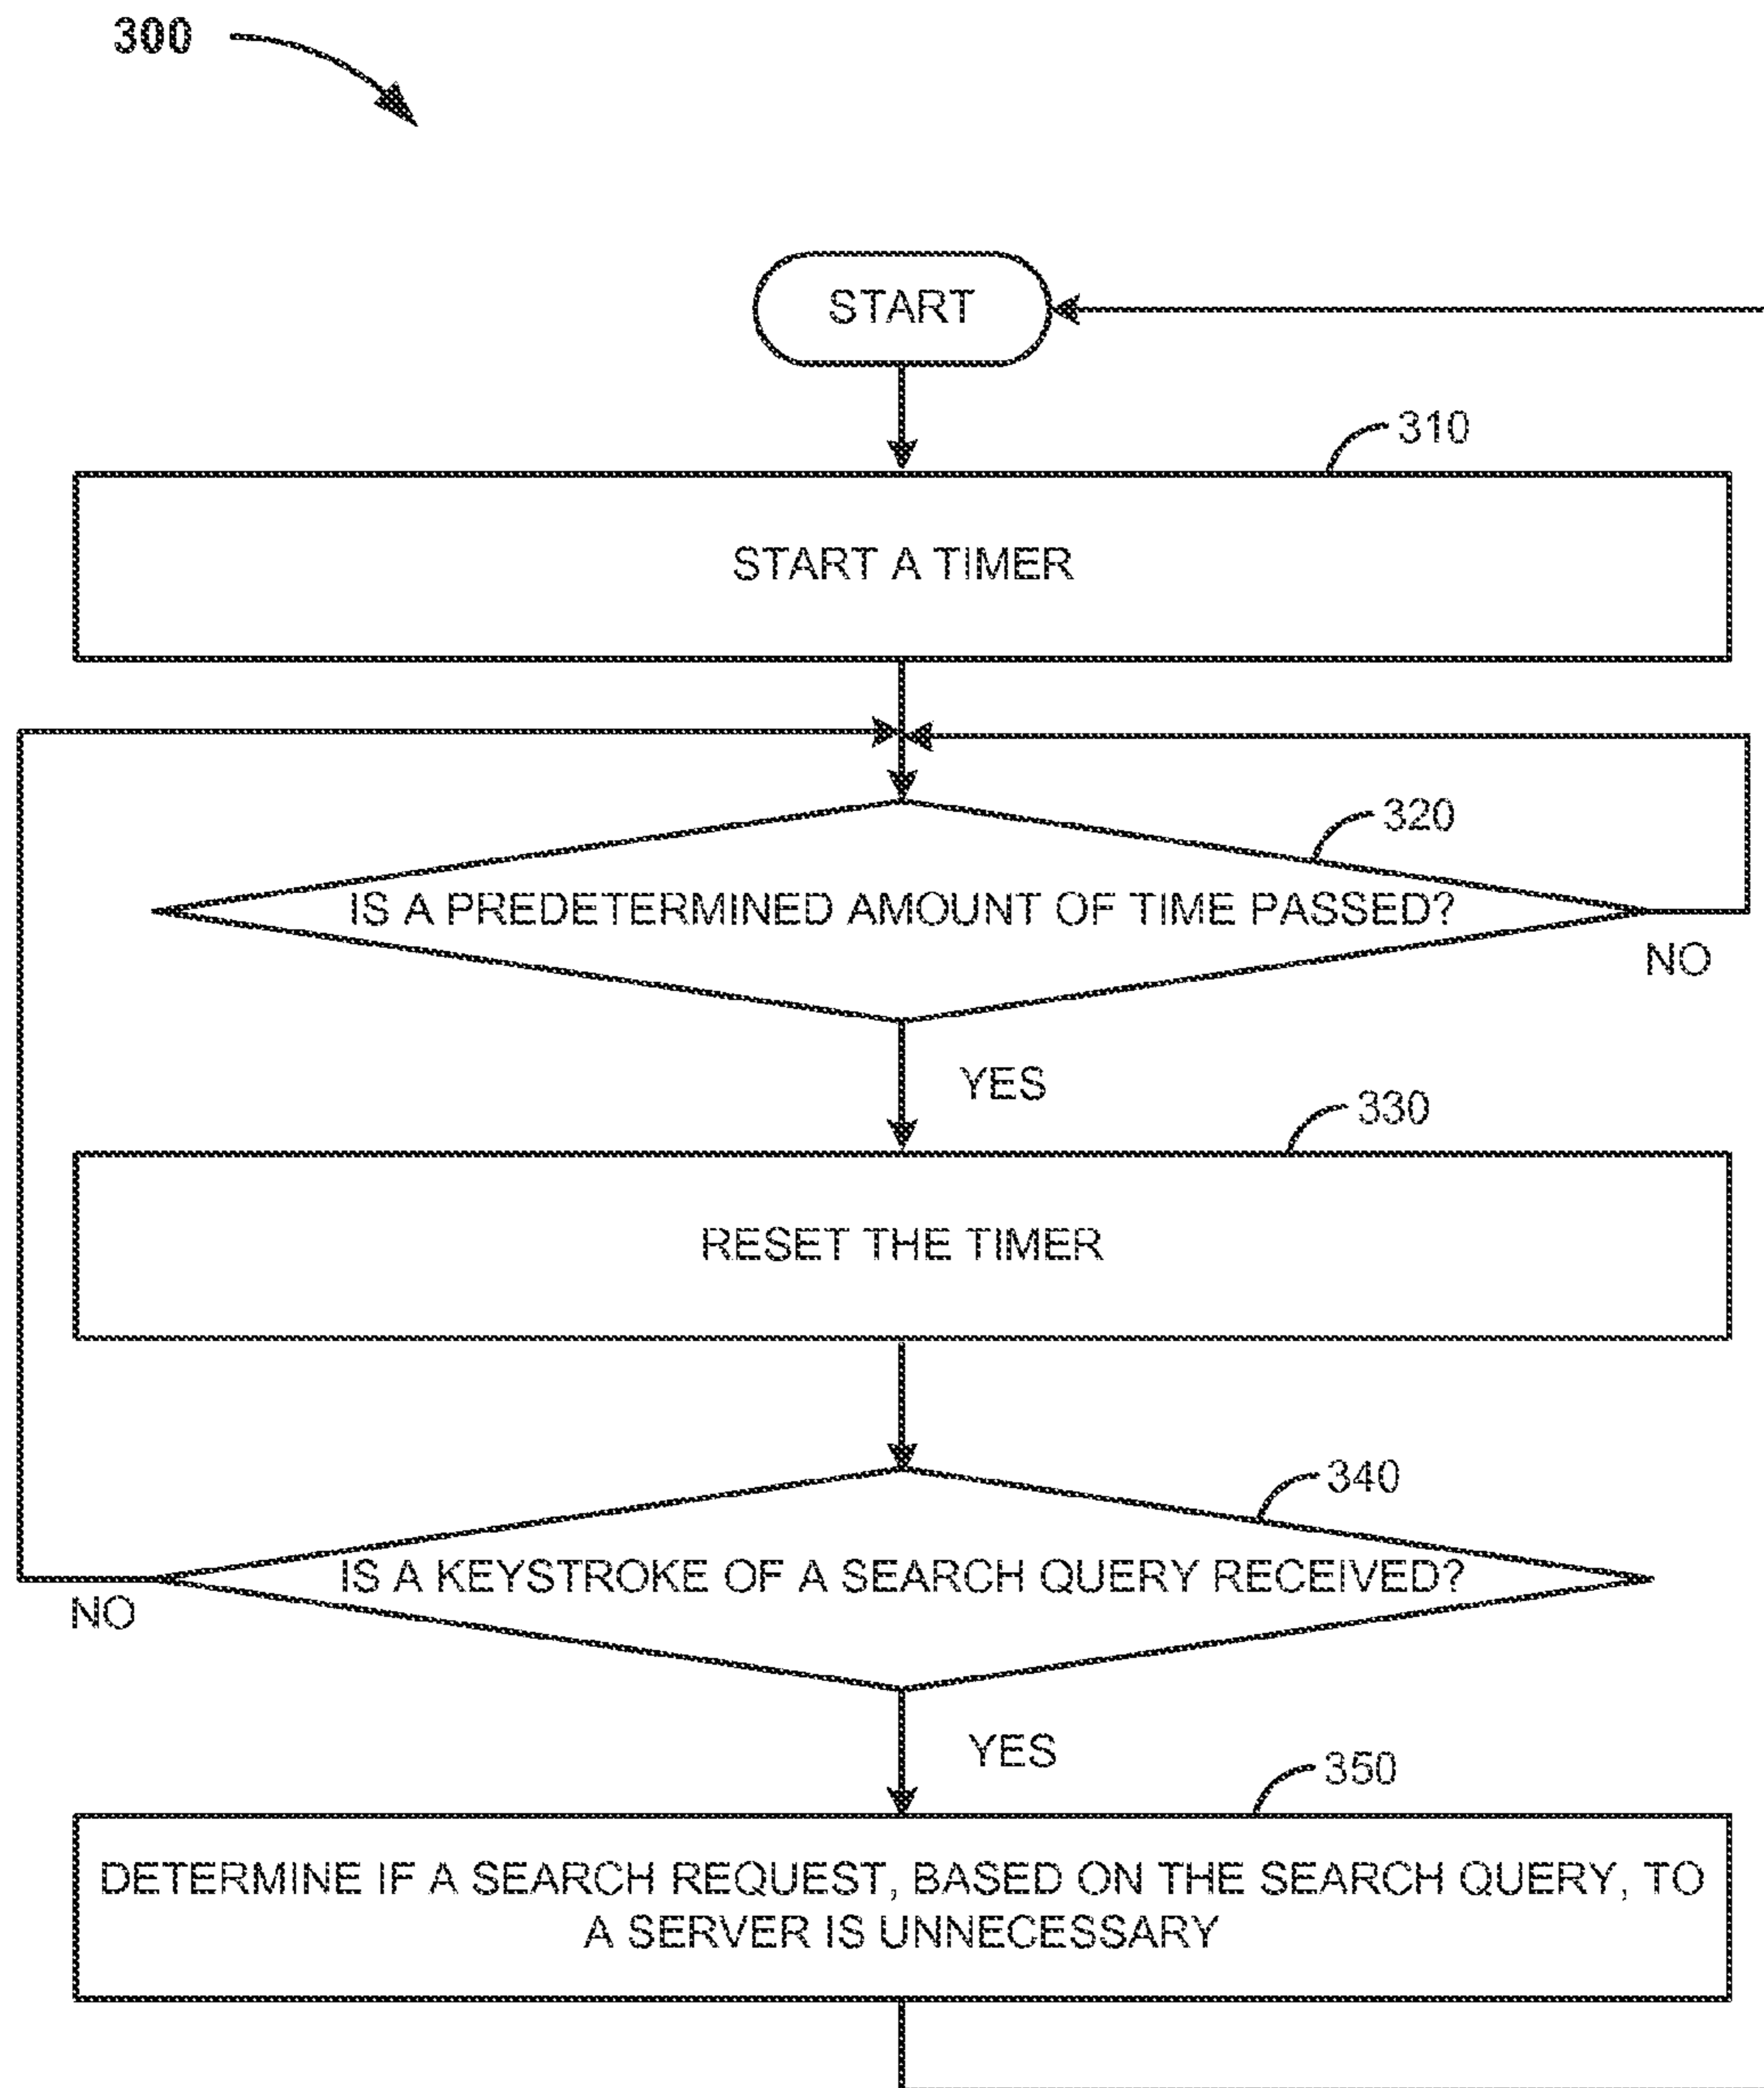 300
START
310
START A TIMER
320
IS A PREDETERMINED AMOUNT OF TIME PASSED?
NO
YES
330
RESET THE TIMER
340
IS A KEYSTROKE OF A SEARCH QUERY RECEIVED?
NO
YES
350
DETERMINE IF A SEARCH REQUEST, BASED ON THE SEARCH QUERY, TO
A SERVER IS UNNECESSARY